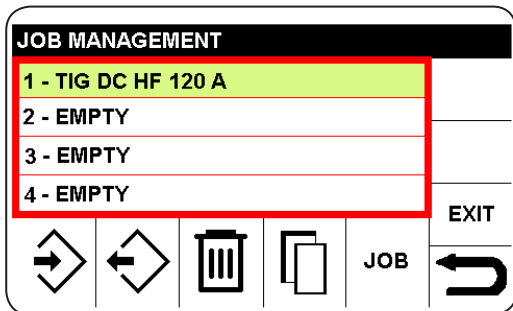 JOB MANAGEMENT
1 - TIG DC HF 120 A
2 - EMPTY
3 - EMPTY
4 - EMPTY
EXIT
JOB